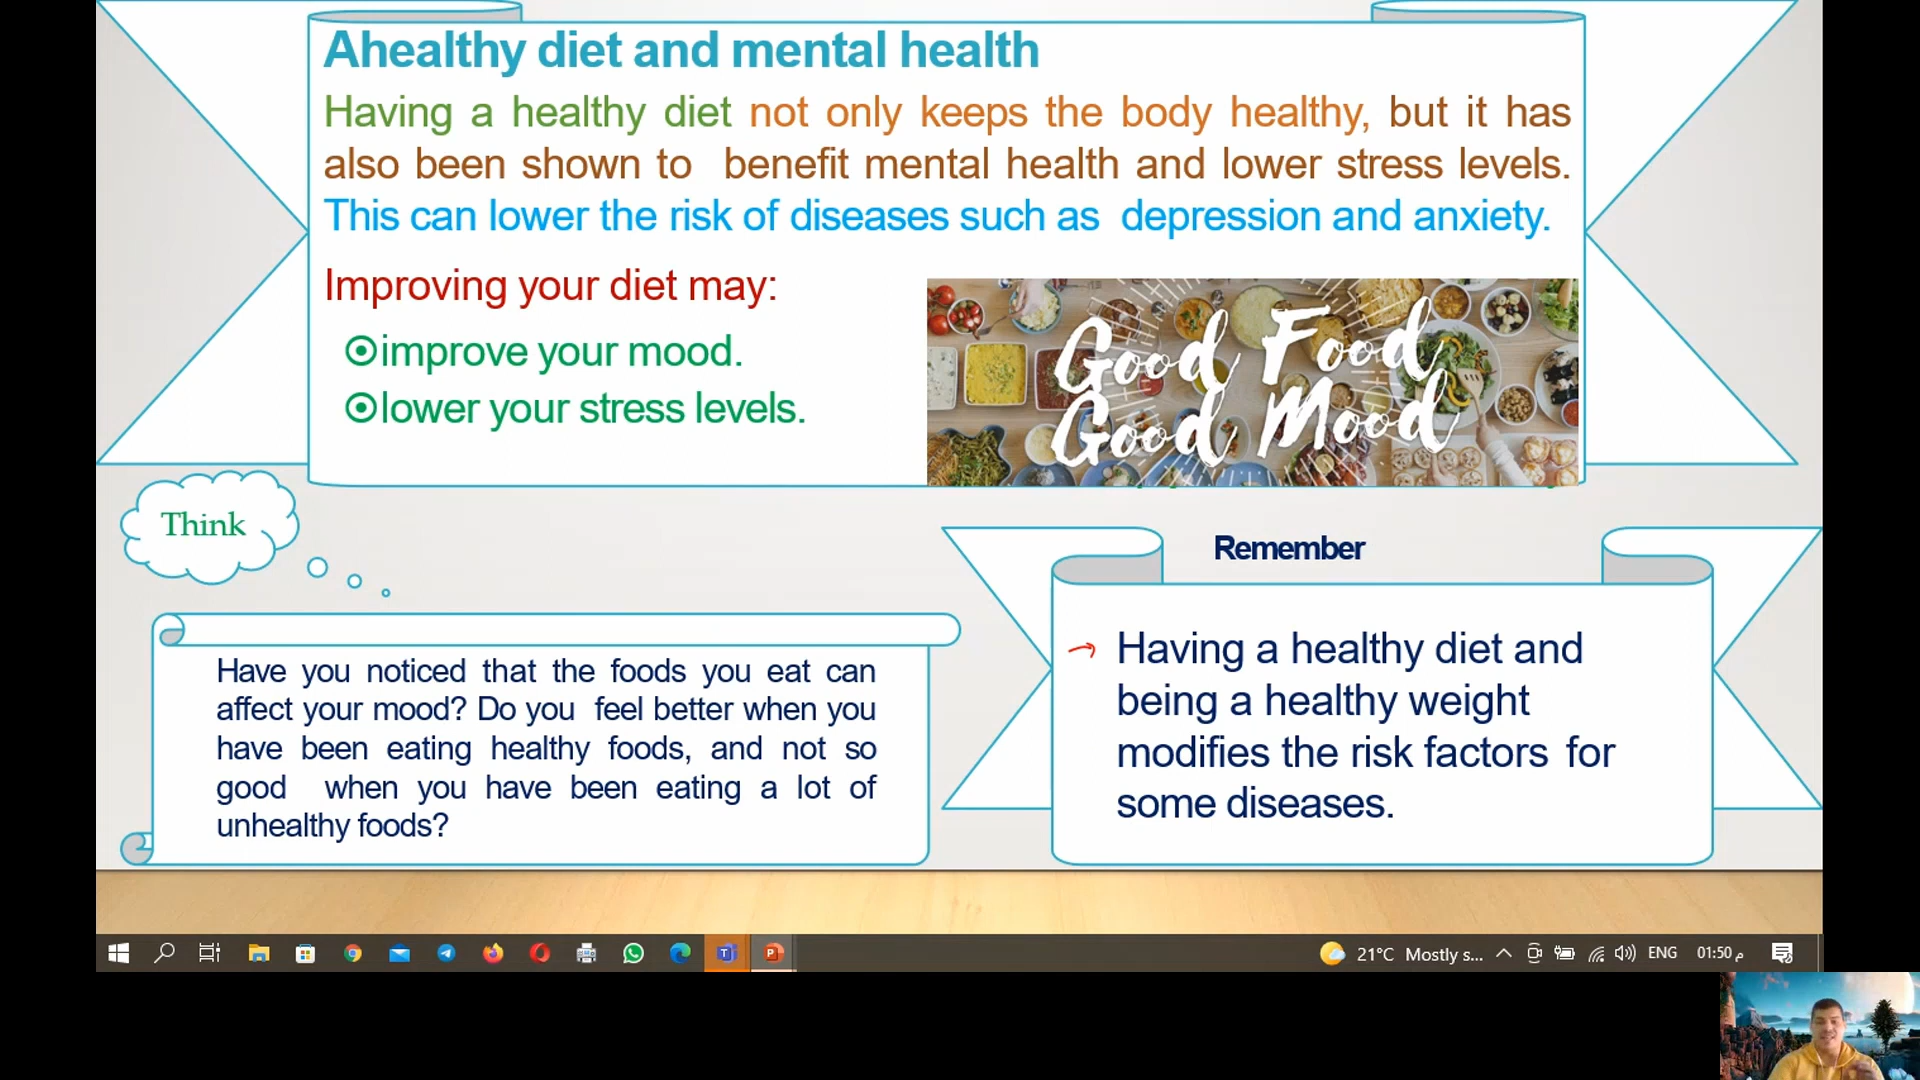 Ahealthy diet and mental health
Having a healthy diet not only keeps the body healthy, but it has
also been shown to benefit mental health and lower stress levels.
This can lower the risk of diseases such as depression and anxiety.
Improving your diet may:
improve your mood.
lower your stress levels.
Good Food
Good Mood
Think
Have you noticed that the foods you eat can
affect your mood? Do you feel better when you
have been eating healthy foods, and not so
good when you have been eating a lot of
unhealthy foods?
Remember
Having a healthy diet and
being a healthy weight
modifies the risk factors for
some diseases.
21°C Mostly s... ENG 01:50 م